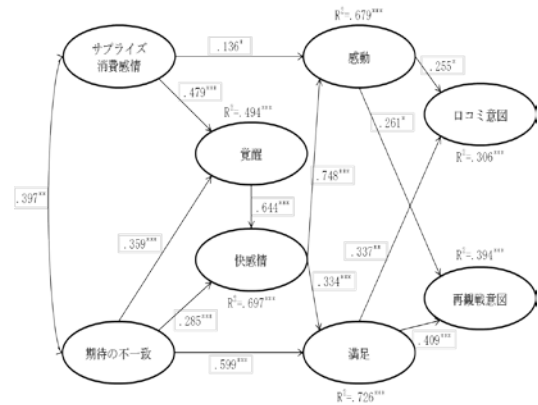 R²=.679***
サプライズ
消費感情
.136*
感動
.255*
.479***
R²=.494***
口コミ意図
.261*
覚醒
R²=.306***
.397**
.748***
.644***
.359***
.337***
R²=.394***
快感情
.334***
再観戦意図
.285***
R²=.697***
.409***
期待の不一致
.599***
満足
R²=.726***